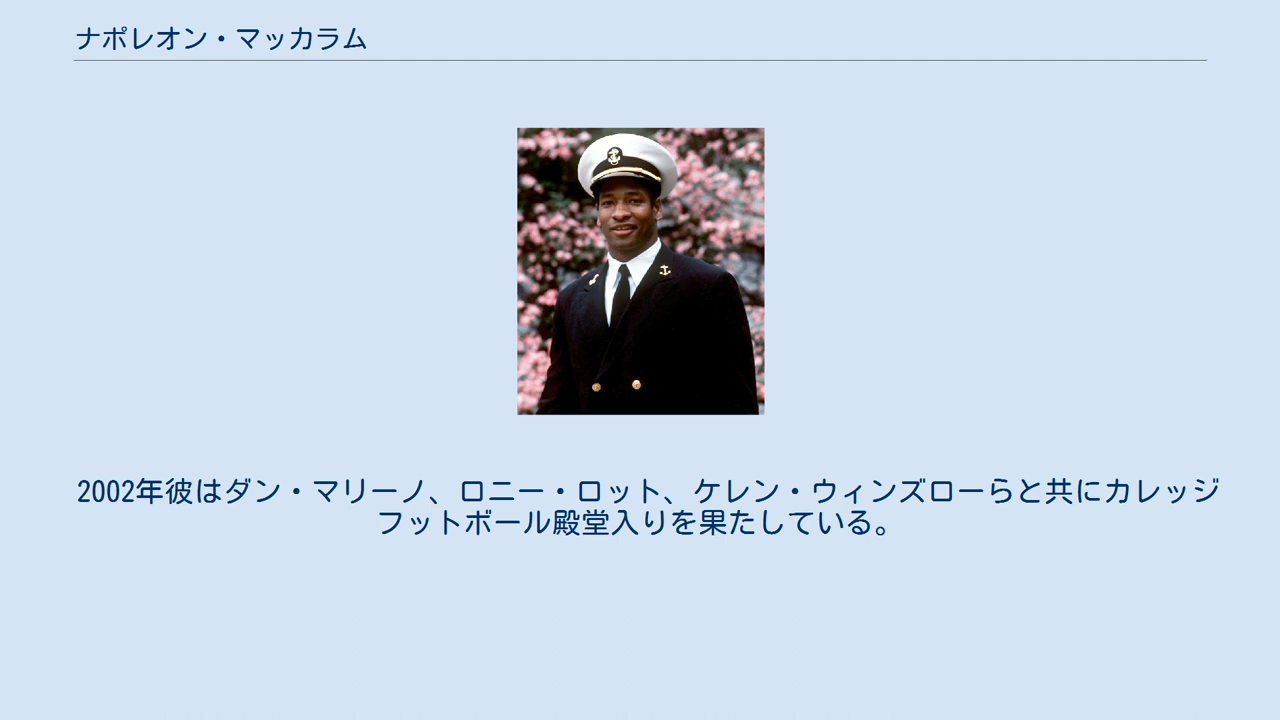 ナポレオン・マッカラム
2002年彼はダン・マリーノ、ロニー・ロット、ケレン・ウィンズローらと共にカレッジ
フットボール殿堂入りを果たしている。